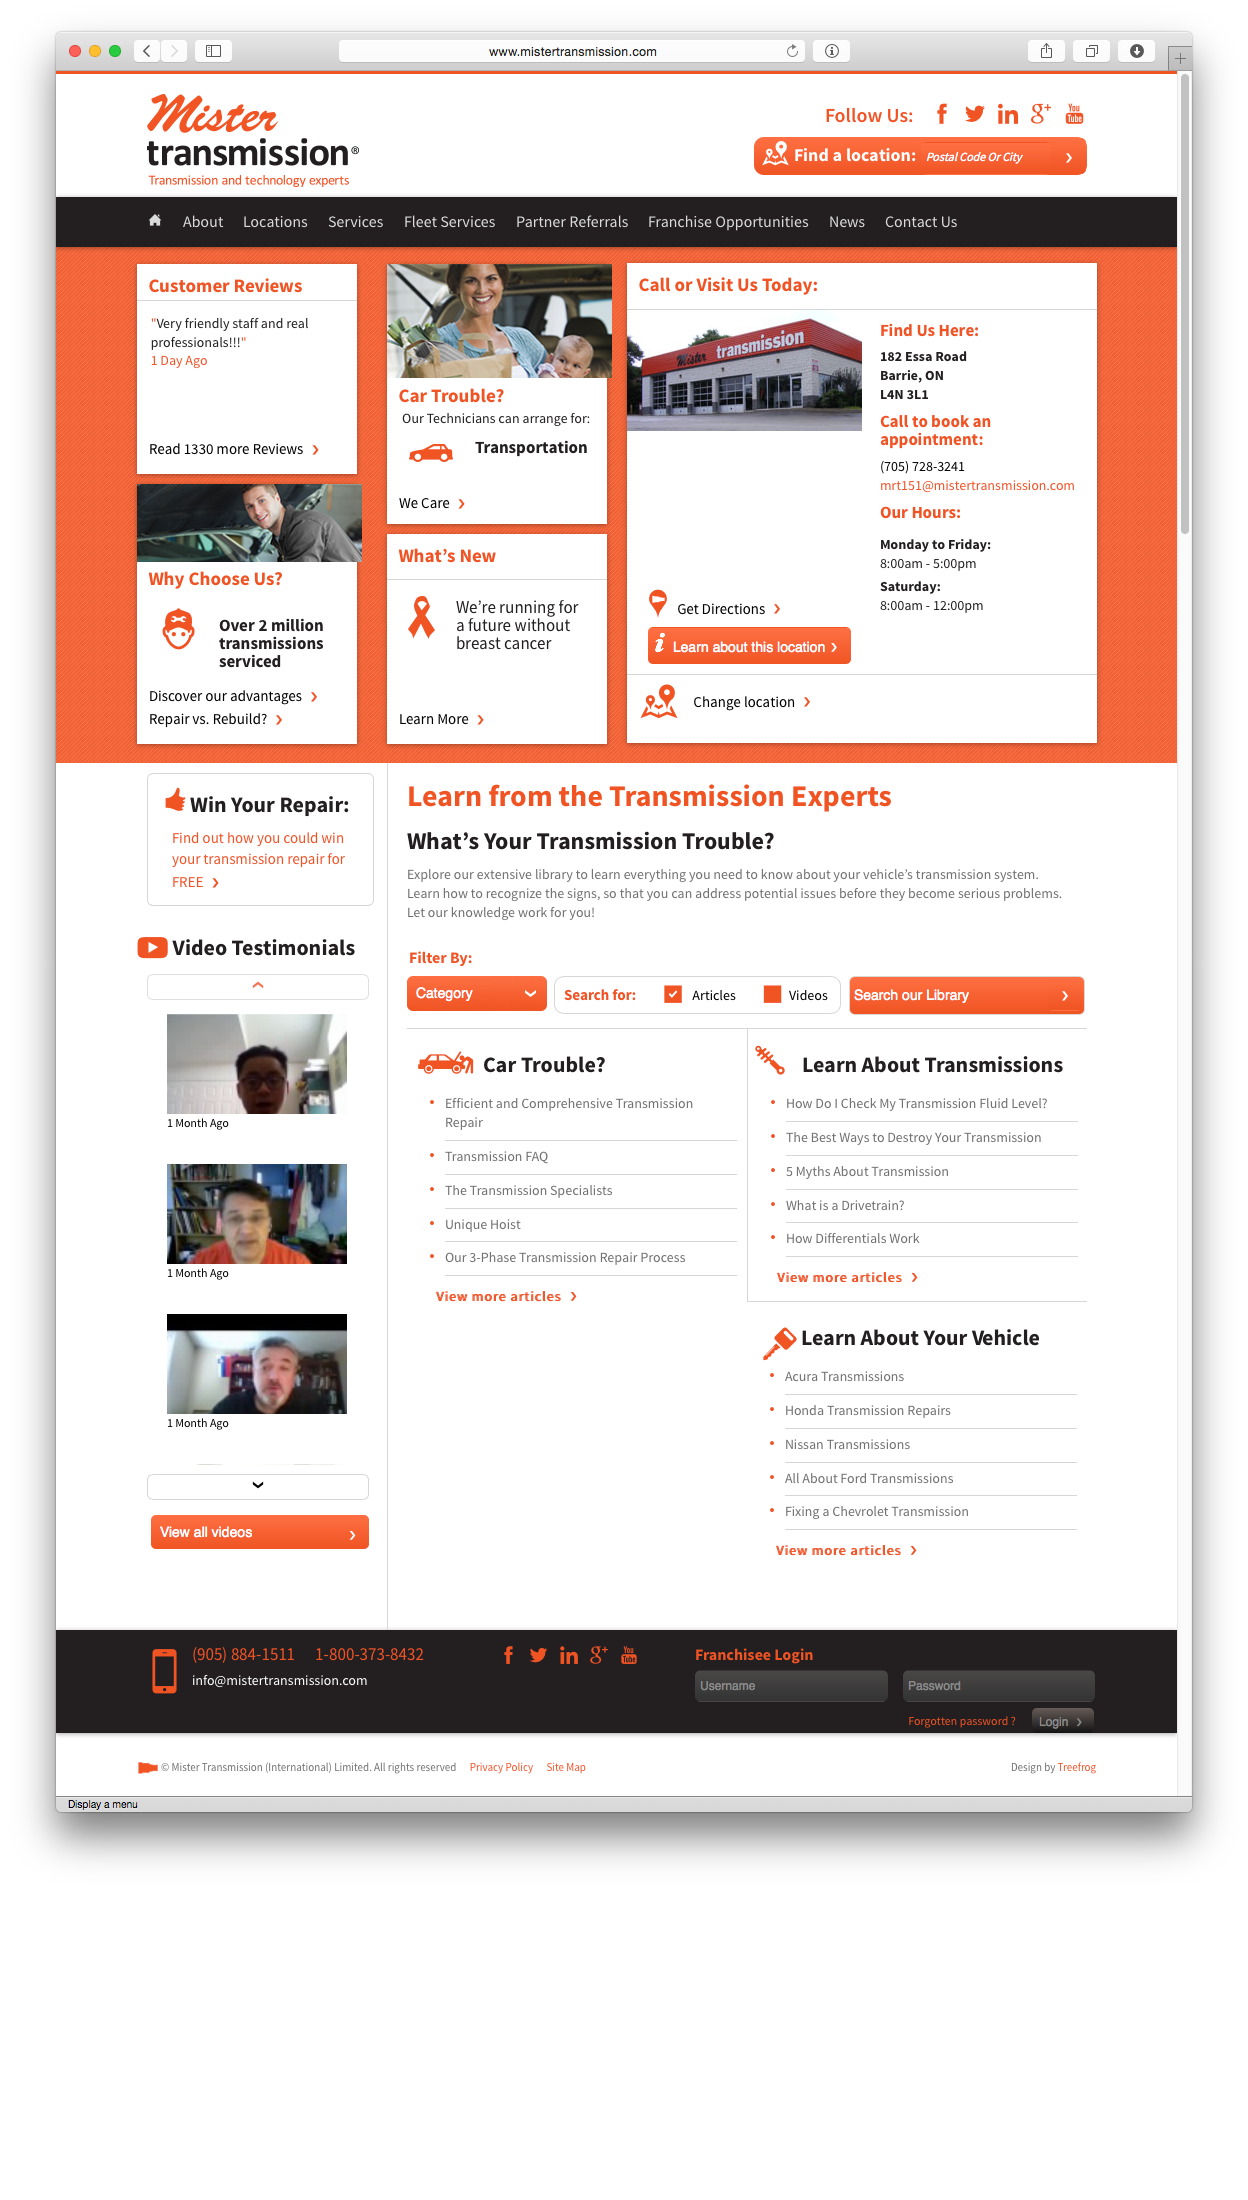 www.mistertransmission.com
Mister
transmission®
Transmission and technology experts
Follow Us:
You
Tube
Find a location: Postal Code Or City
About Locations Services Fleet Services Partner Referrals Franchise Opportunities News Contact Us
Customer Reviews
"Very friendly staff and real
professionals!!!"
1 Day Ago
Read 1330 more Reviews
Why Choose Us?
Over 2 million
transmissions
serviced
Discover our advantages
Repair vs. Rebuild?
Car Trouble?
Our Technicians can arrange for:
Transportation
We Care
What's New
We're running for
a future without
breast cancer
Learn More
Call or Visit Us Today:
Mister transmission
Find Us Here:
182 Essa Road
Barrie, ON
L4N 3L1
Call to book an
appointment:
(705) 728-3241
mrt151@mistertransmission.com
Our Hours:
Monday to Friday:
8:00am - 5:00pm
Saturday:
8:00am - 12:00pm
Get Directions
Learn about this location
Change location
Win Your Repair:
Find out how you could win
your transmission repair for
FREE
Video Testimonials
1 Month Ago
1 Month Ago
1 Month Ago
View all videos
Learn from the Transmission Experts
What's Your Transmission Trouble?
Explore our extensive library to learn everything you need to know about your vehicle's transmission system.
Learn how to recognize the signs, so that you can address potential issues before they become serious problems.
Let our knowledge work for you!
Filter By:
Category Search for: Articles Videos Search our Library
Car Trouble?
Efficient and Comprehensive Transmission
Repair
Transmission FAQ
The Transmission Specialists
Unique Hoist
Our 3-Phase Transmission Repair Process
View more articles
Learn About Transmissions
How Do I Check My Transmission Fluid Level?
The Best Ways to Destroy Your Transmission
5 Myths About Transmission
What is a Drivetrain?
How Differentials Work
View more articles
Learn About Your Vehicle
Acura Transmissions
Honda Transmission Repairs
Nissan Transmissions
All About Ford Transmissions
Fixing a Chevrolet Transmission
View more articles
(905) 884-1511 1-800-373-8432
info@mistertransmission.com
You
Tube
Franchisee Login
Username Password
Forgotten password ? Login
© Mister Transmission (International) Limited. All rights reserved Privacy Policy Site Map Design by Treefrog
Display a menu